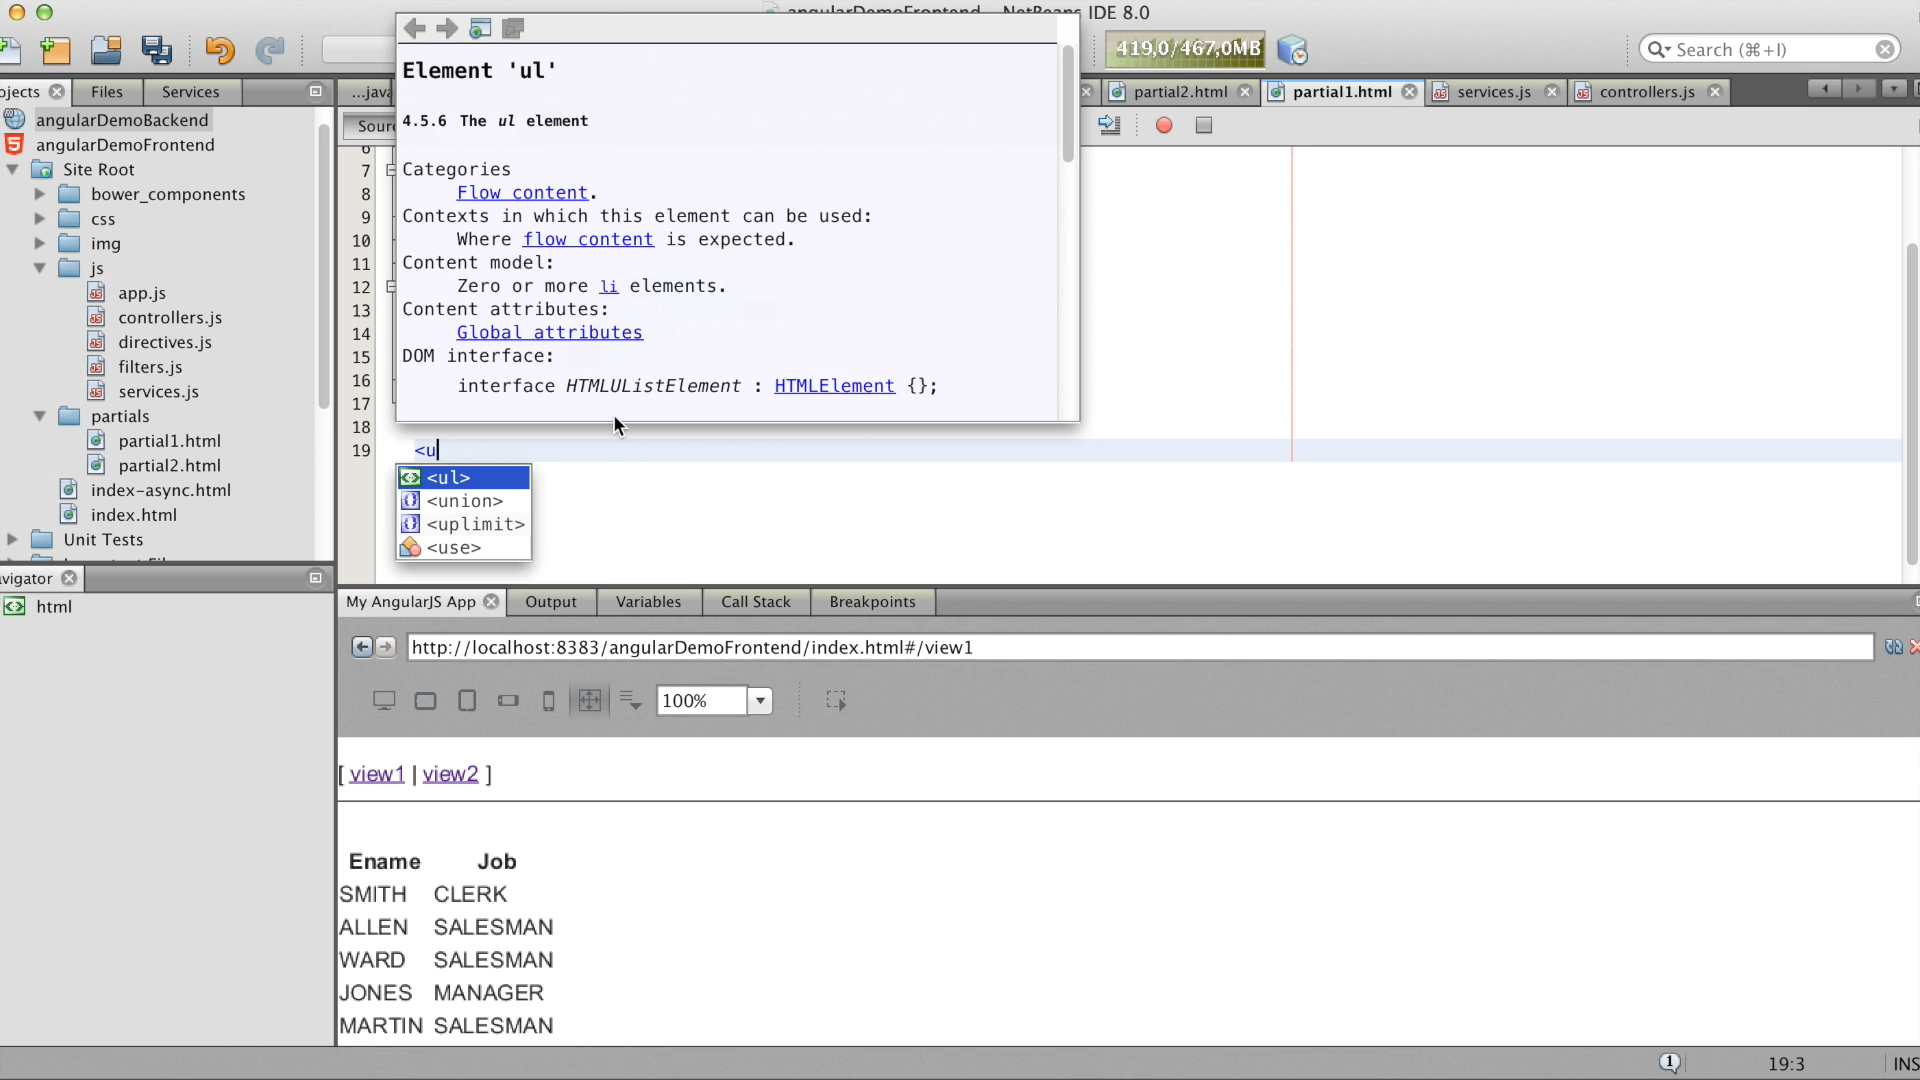 angularDemoFrontend – NetBeans IDE 8.0
419,0/467,0MB
Search (⌘+I)
ojects
Files
Services
...java
partial2.html
partial1.html
services.js
controllers.js
Sour
angularDemoBackend
angularDemoFrontend
Site Root
bower_components
css
img
js
app.js
controllers.js
directives.js
filters.js
services.js
partials
partial1.html
partial2.html
index-async.html
index.html
Unit Tests
avigator
html
Element 'ul'
4.5.6 The ul element
Categories
Flow content.
Contexts in which this element can be used:
Where flow content is expected.
Content model:
Zero or more li elements.
Content attributes:
Global attributes
DOM interface:
interface HTMLUListElement : HTMLElement {};
6
7
8
9
10
11
12
13
14
15
16
17
18
19 <u
<ul>
<union>
<uplimit>
<use>
My AngularJS App
Output
Variables
Call Stack
Breakpoints
http://localhost:8383/angularDemoFrontend/index.html#/view1
100%
[ view1 | view2 ]
Ename Job
SMITH CLERK
ALLEN SALESMAN
WARD SALESMAN
JONES MANAGER
MARTIN SALESMAN
1
19:3
INS